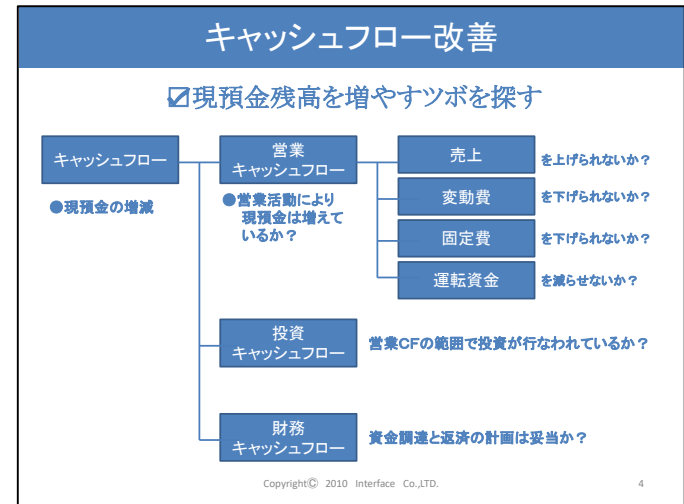 キャッシュフロー改善
☑現預金残高を増やすツボを探す
キャッシュフロー
●現預金の増減
営業
キャッシュフロー
●営業活動により
現預金は増えて
いるか？
売上
を上げられないか？
変動費
を下げられないか？
固定費
を下げられないか？
運転資金
を減らせないか？
投資
キャッシュフロー
営業CFの範囲で投資が行なわれているか？
財務
キャッシュフロー
資金調達と返済の計画は妥当か？
Copyright© 2010 Interface Co.,LTD.
4